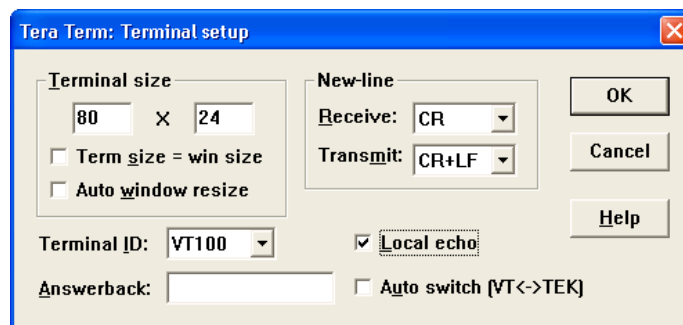 Tera Term: Terminal setup
Terminal size
80 X 24
Term size = win size
Auto window resize
New-line
Receive: CR
Transmit: CR+LF
OK
Cancel
Help
Terminal ID: VT100
Local echo
Answerback:
Auto switch (VT<->TEK)